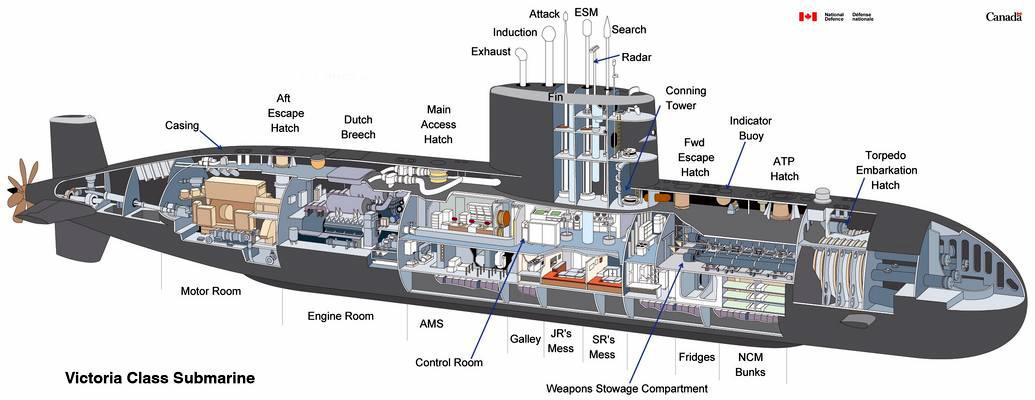 Attack
ESM
Induction
Search
Exhaust
Radar
National
Defence
Défense
nationale
Canada
Fin
Conning
Tower
Casing
Aft
Escape
Hatch
Dutch
Breech
Main
Access
Hatch
Fwd
Escape
Hatch
Indicator
Buoy
ATP
Hatch
Torpedo
Embarkation
Hatch
Motor Room
Engine Room
AMS
Control Room
Galley
JR's
Mess
SR's
Mess
Fridges
NCM
Bunks
Weapons Stowage Compartment
Victoria Class Submarine